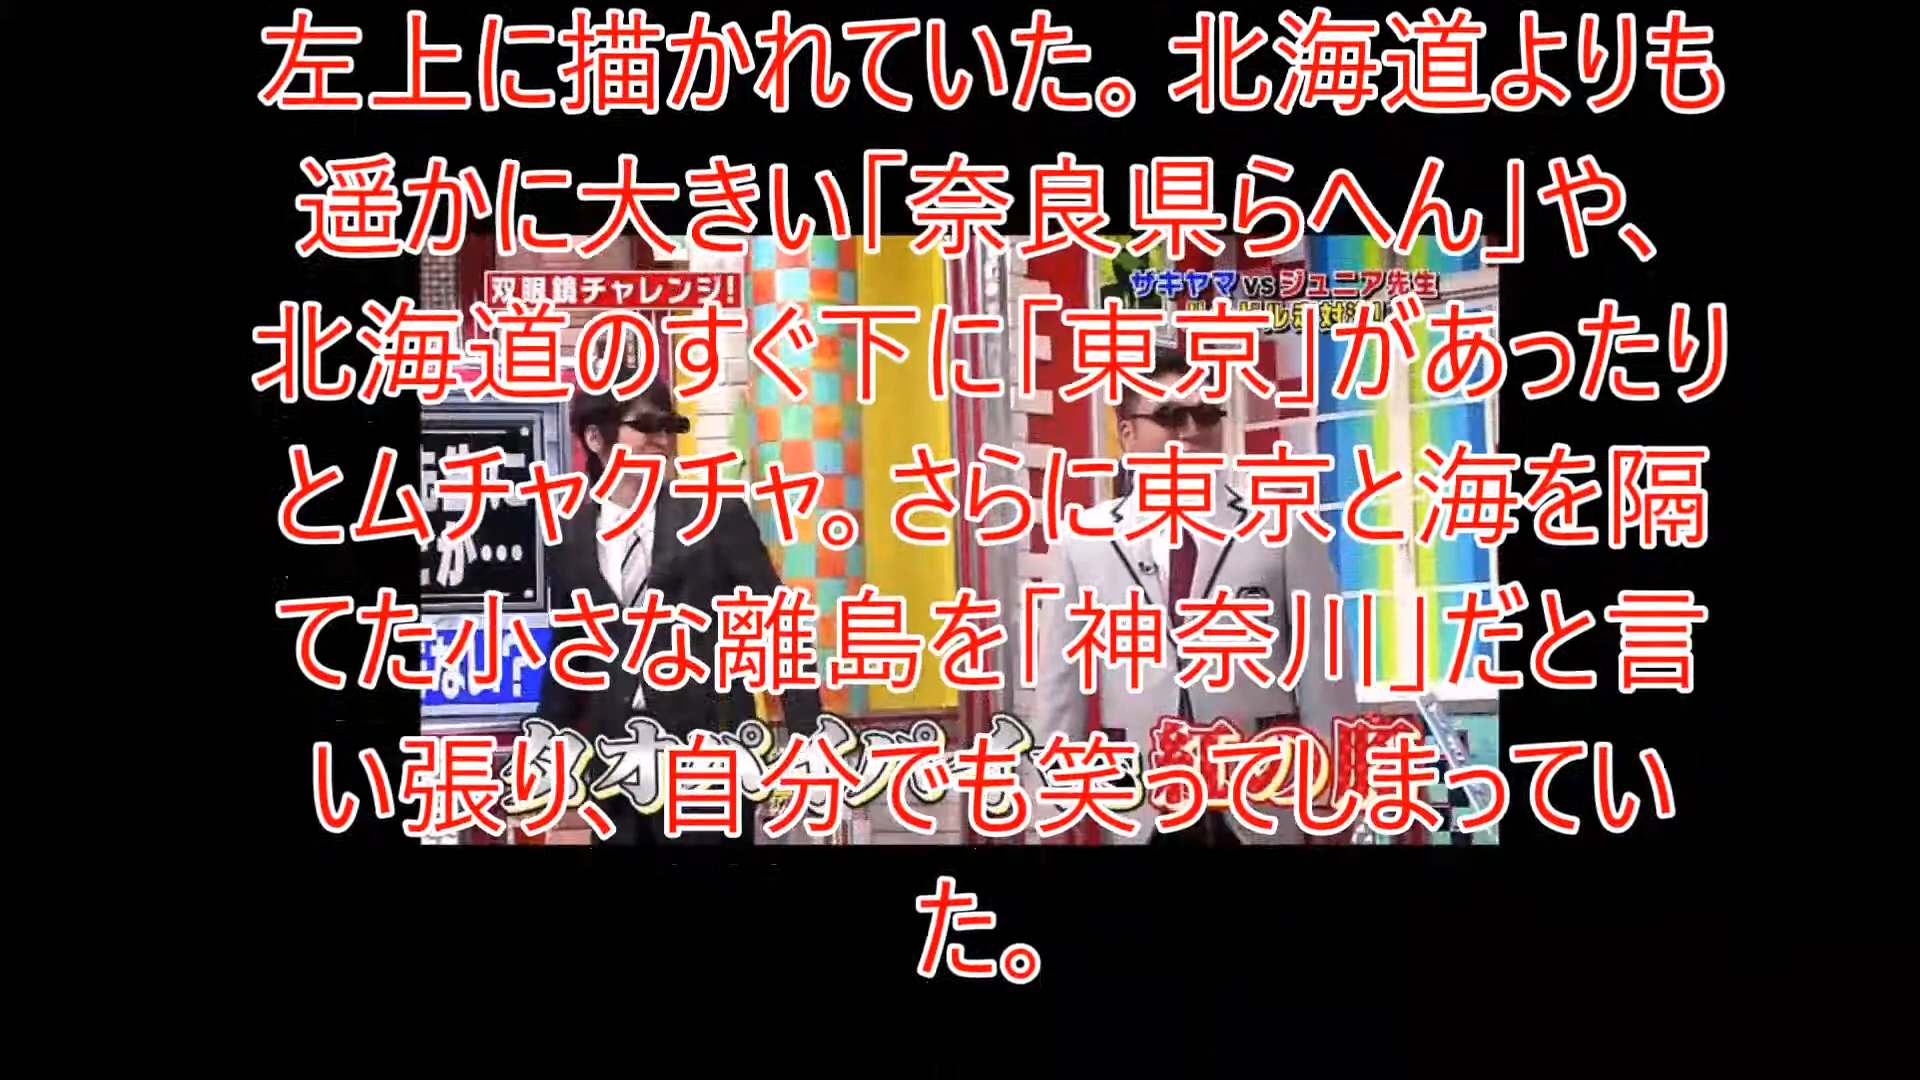 左上に描かれていた。北海道よりも
遥かに大きい「奈良県らへん」や、
双眼鏡チャレンジ!
ザキヤマvsジュニア先生
北海道のすぐ下に「東京」があったり
とムチャクチャ。さらに東京と海を隔
が…
てた小さな離島を「神奈川」だと言
い張り、自分でも笑ってしまってい
紅の豚
た。